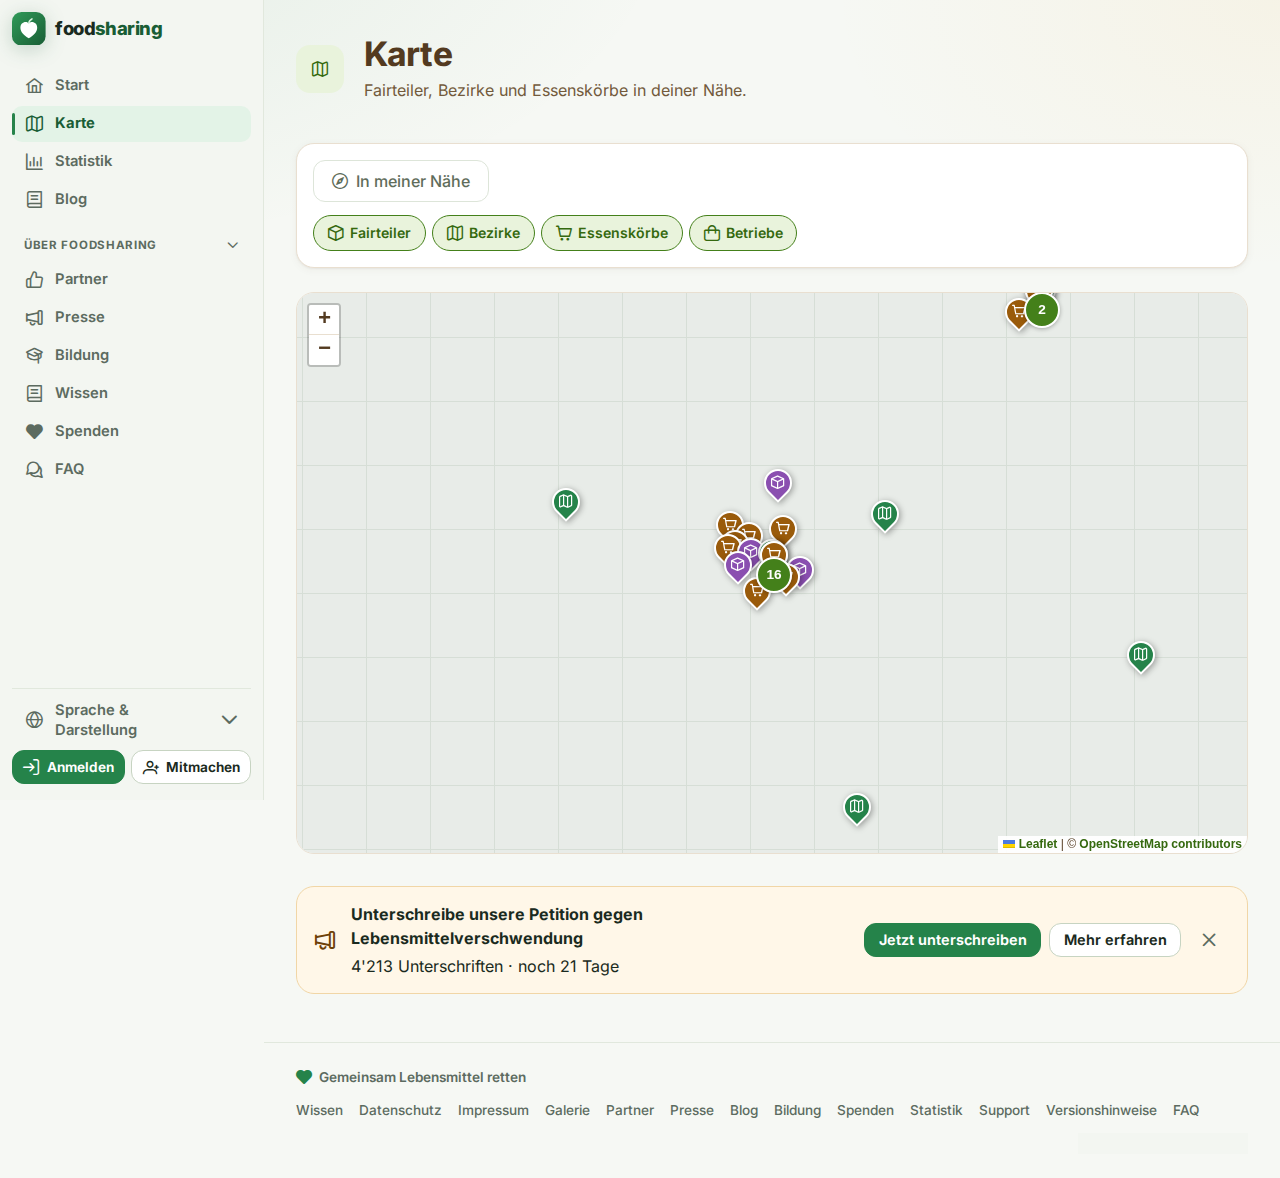 foodsharing
Start
Karte
Statistik
Blog
ÜBER FOODSHARING
Partner
Presse
Bildung
Wissen
Spenden
FAQ
Sprache &
Darstellung
Anmelden
Mitmachen
Karte
Fairteiler, Bezirke und Essenskörbe in deiner Nähe.
In meiner Nähe
Fairteiler
Bezirke
Essenskörbe
Betriebe
+
−
2
16
Leaflet | © OpenStreetMap contributors
Unterschreibe unsere Petition gegen
Lebensmittelverschwendung
4'213 Unterschriften · noch 21 Tage
Jetzt unterschreiben
Mehr erfahren
Gemeinsam Lebensmittel retten
Wissen Datenschutz Impressum Galerie Partner Presse Blog Bildung Spenden Statistik Support Versionshinweise FAQ